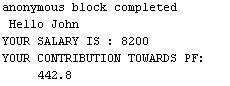 anonymous block completed
Hello John
YOUR SALARY IS : 8200
YOUR CONTRIBUTION TOWARDS PF:
442.8